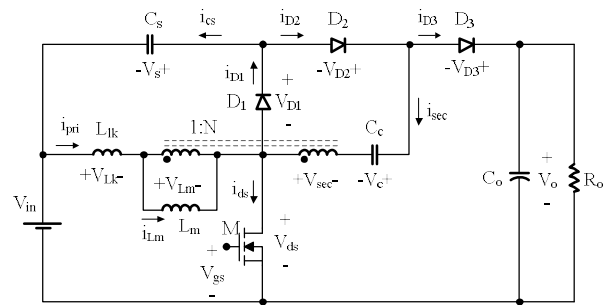 Cs ics iD2 D2 iD3 D3
-Vs+ iD1 + -VD2+ -VD3+
D1 VD1
-
ipri Llk 1:N Cc isec
+VLk- +VLm- ids +Vsec- -Vc+
Vin iLm Lm M + Vds - + Vgs - Co + Vo - Ro